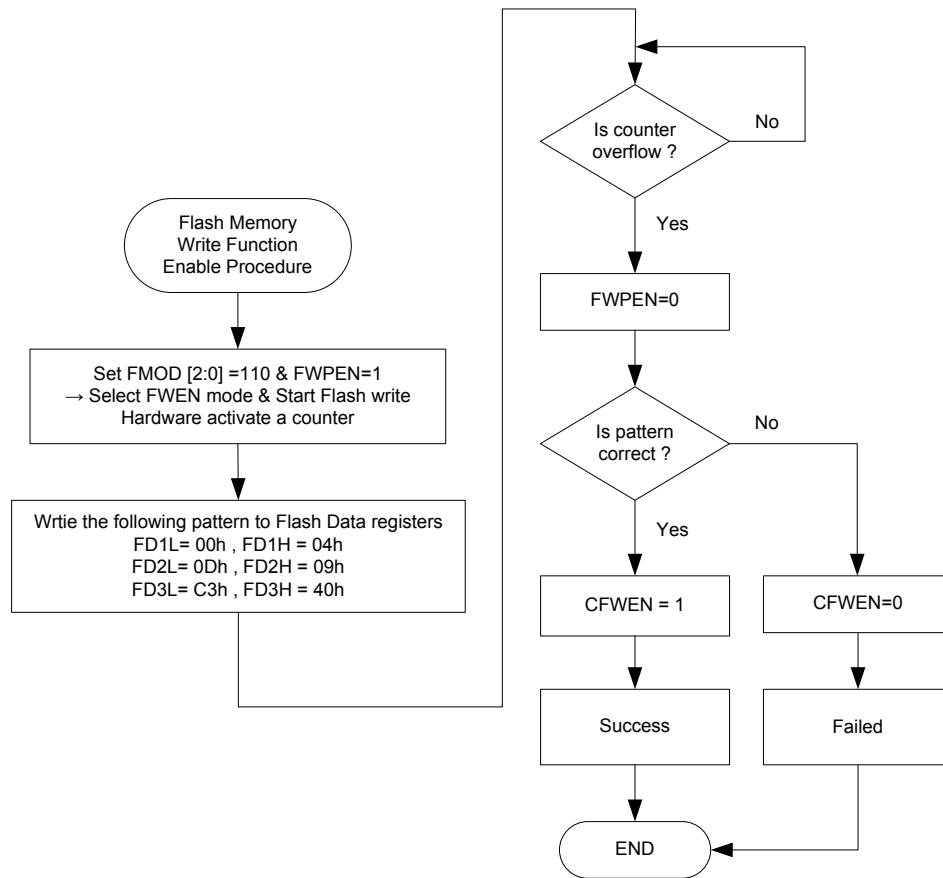 Flash Memory
Write Function
Enable Procedure
Set FMOD [2:0] =110 & FWPEN=1
→ Select FWEN mode & Start Flash write
Hardware activate a counter
Wrtie the following pattern to Flash Data registers
FD1L= 00h , FD1H = 04h
FD2L= 0Dh , FD2H = 09h
FD3L= C3h , FD3H = 40h
Is counter
overflow ?
No
Yes
FWPEN=0
Is pattern
correct ?
No
Yes
CFWEN = 1
CFWEN=0
Success
Failed
END